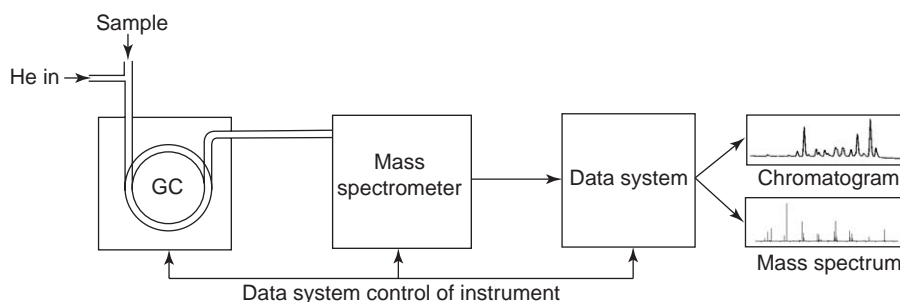 Sample
He in
GC
Mass
spectrometer
Data system
Chromatogram
Mass spectrum
Data system control of instrument